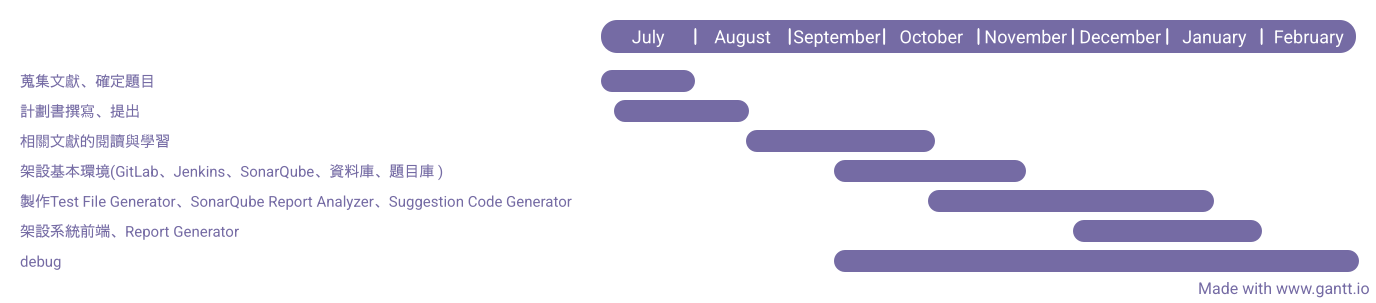 July | August | September | October | November | December | January | February
蒐集文獻、確定題目
計劃書撰寫、提出
相關文獻的閱讀與學習
架設基本環境(GitLab、Jenkins、SonarQube、資料庫、題目庫 )
製作Test File Generator、SonarQube Report Analyzer、Suggestion Code Generator
架設系統前端、Report Generator
debug
Made with www.gantt.io